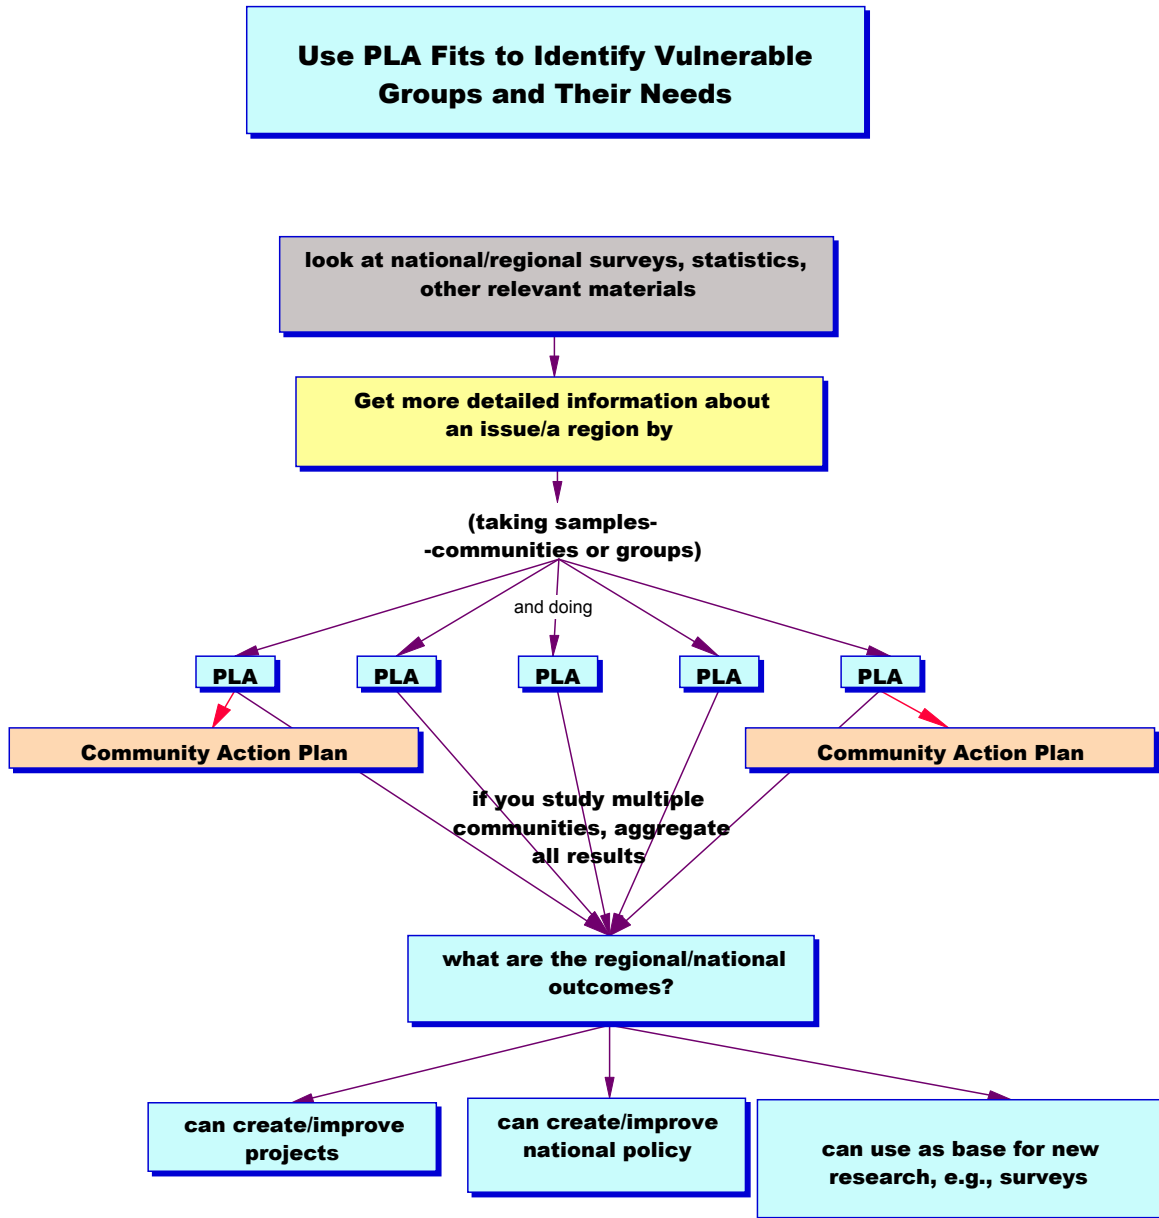 Use PLA Fits to Identify Vulnerable
Groups and Their Needs
look at national/regional surveys, statistics,
other relevant materials
Get more detailed information about
an issue/a region by
(taking samples-
-communities or groups)
and doing
PLA
PLA
PLA
PLA
PLA
Community Action Plan
Community Action Plan
if you study multiple
communities, aggregate
all results
what are the regional/national
outcomes?
can create/improve
projects
can create/improve
national policy
can use as base for new
research, e.g., surveys